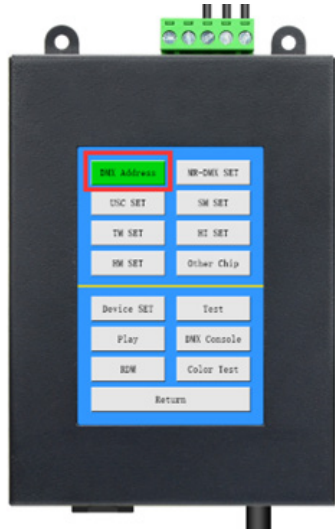 DMX Address
WR-DMX SET
USC SET
SM SET
TM SET
HI SET
HM SET
Other Chip
Device SET
Test
Play
DMX Console
RDM
Color Test
Return